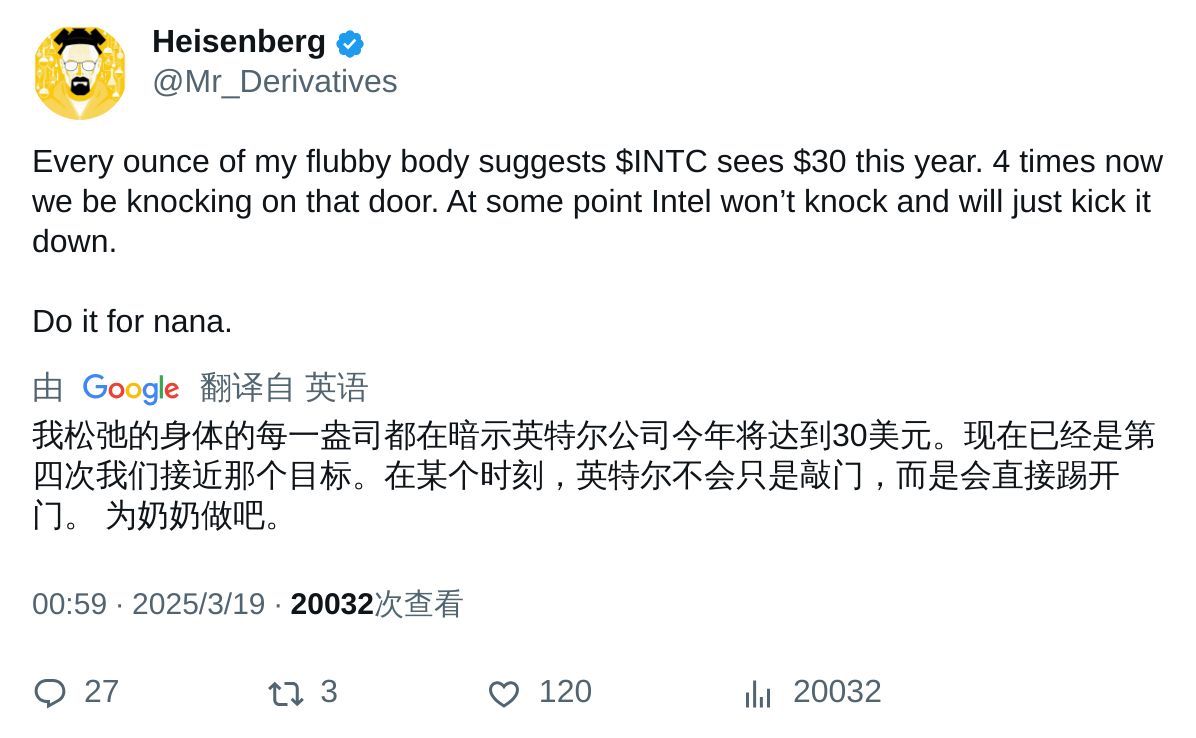 Heisenberg
@Mr_Derivatives
Every ounce of my flubby body suggests $INTC sees $30 this year. 4 times now
we be knocking on that door. At some point Intel won’t knock and will just kick it
down.
Do it for nana.
由 Google 翻译自 英语
我松弛的身体的每一盎司都在暗示英特尔公司今年将达到30美元。现在已经是第
四次我们接近那个目标。在某个时刻，英特尔不会只是敲门，而是会直接踢开
门。 为奶奶做吧。
00:59 · 2025/3/19 · 20032次查看
27 3 120 20032